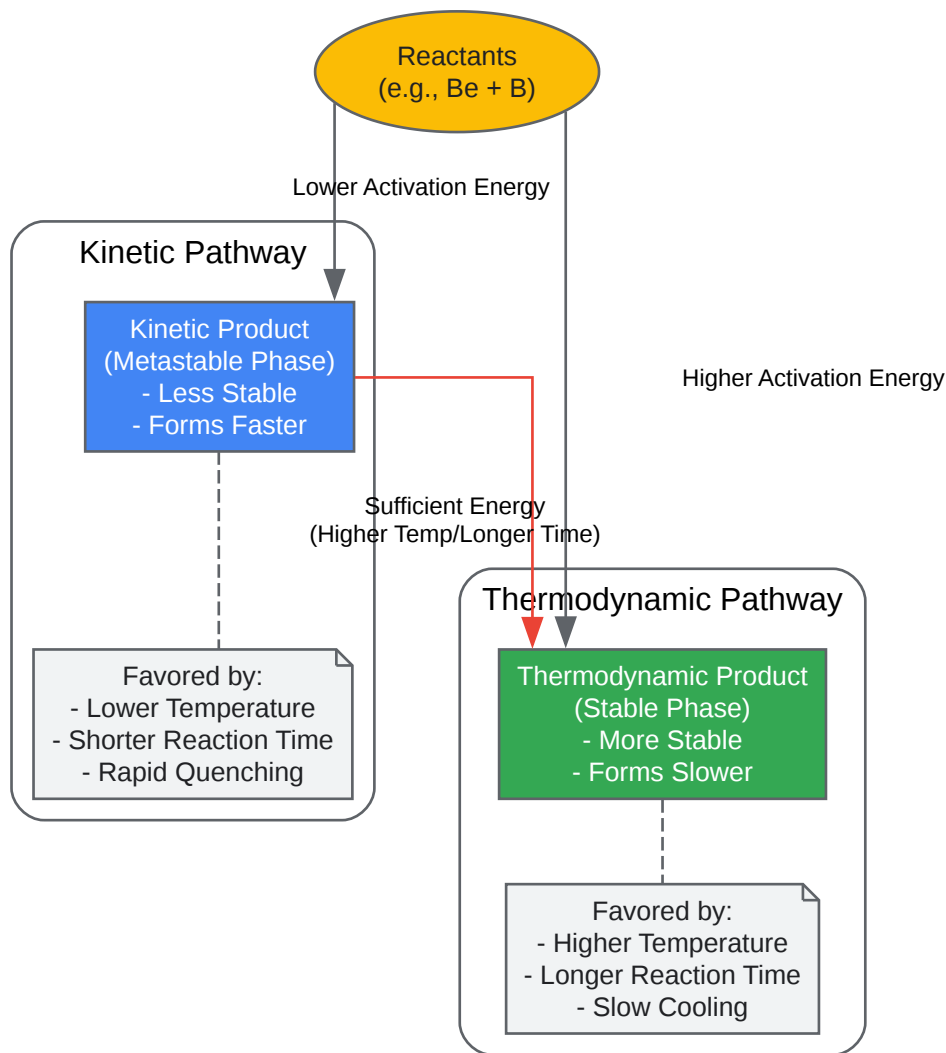 Reactants
(e.g., Be + B)
Lower Activation Energy
Kinetic Pathway
Kinetic Product
(Metastable Phase)
- Less Stable
- Forms Faster
Higher Activation Energy
Sufficient Energy
(Higher Temp/Longer Time)
Favored by:
- Lower Temperature
- Shorter Reaction Time
- Rapid Quenching
Thermodynamic Pathway
Thermodynamic Product
(Stable Phase)
- More Stable
- Forms Slower
Favored by:
- Higher Temperature
- Longer Reaction Time
- Slow Cooling